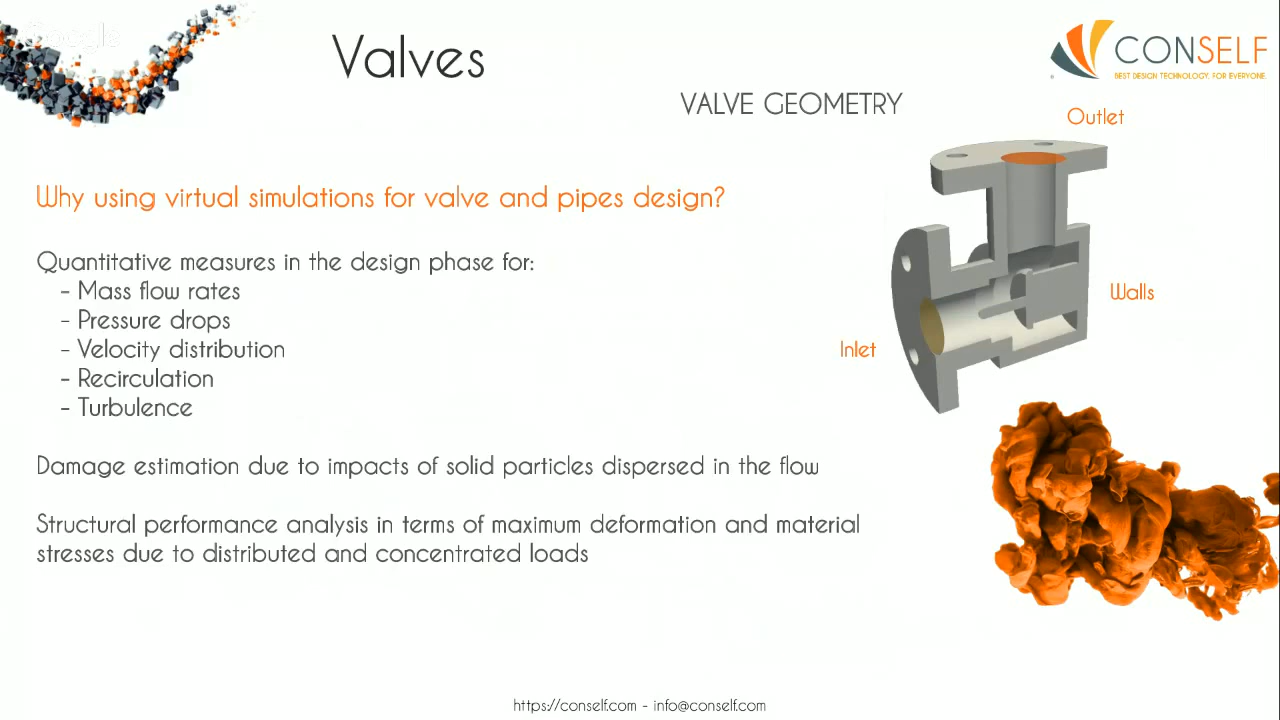 Google
Valves
CONSELF
BEST DESIGN TECHNOLOGY, FOR EVERYONE.
VALVE GEOMETRY
Outlet
Why using virtual simulations for valve and pipes design?
Quantitative measures in the design phase for:
- Mass flow rates
- Pressure drops
- Velocity distribution
- Recirculation
- Turbulence
Walls
Inlet
Damage estimation due to impacts of solid particles dispersed in the flow
Structural performance analysis in terms of maximum deformation and material
stresses due to distributed and concentrated loads
https://conself.com - info@conself.com